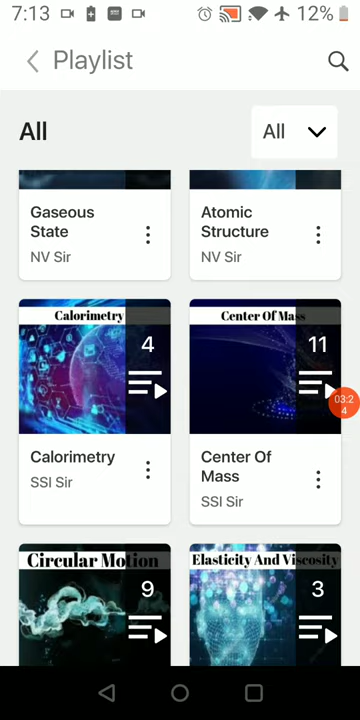 7:13
12%
Playlist
All
All
Gaseous State
NV Sir
Atomic Structure
NV Sir
Calorimetry
4
Calorimetry
SSI Sir
Center Of Mass
11
03:24
Center Of Mass
SSI Sir
Circular Motion
9
Elasticity And Viscosity
3